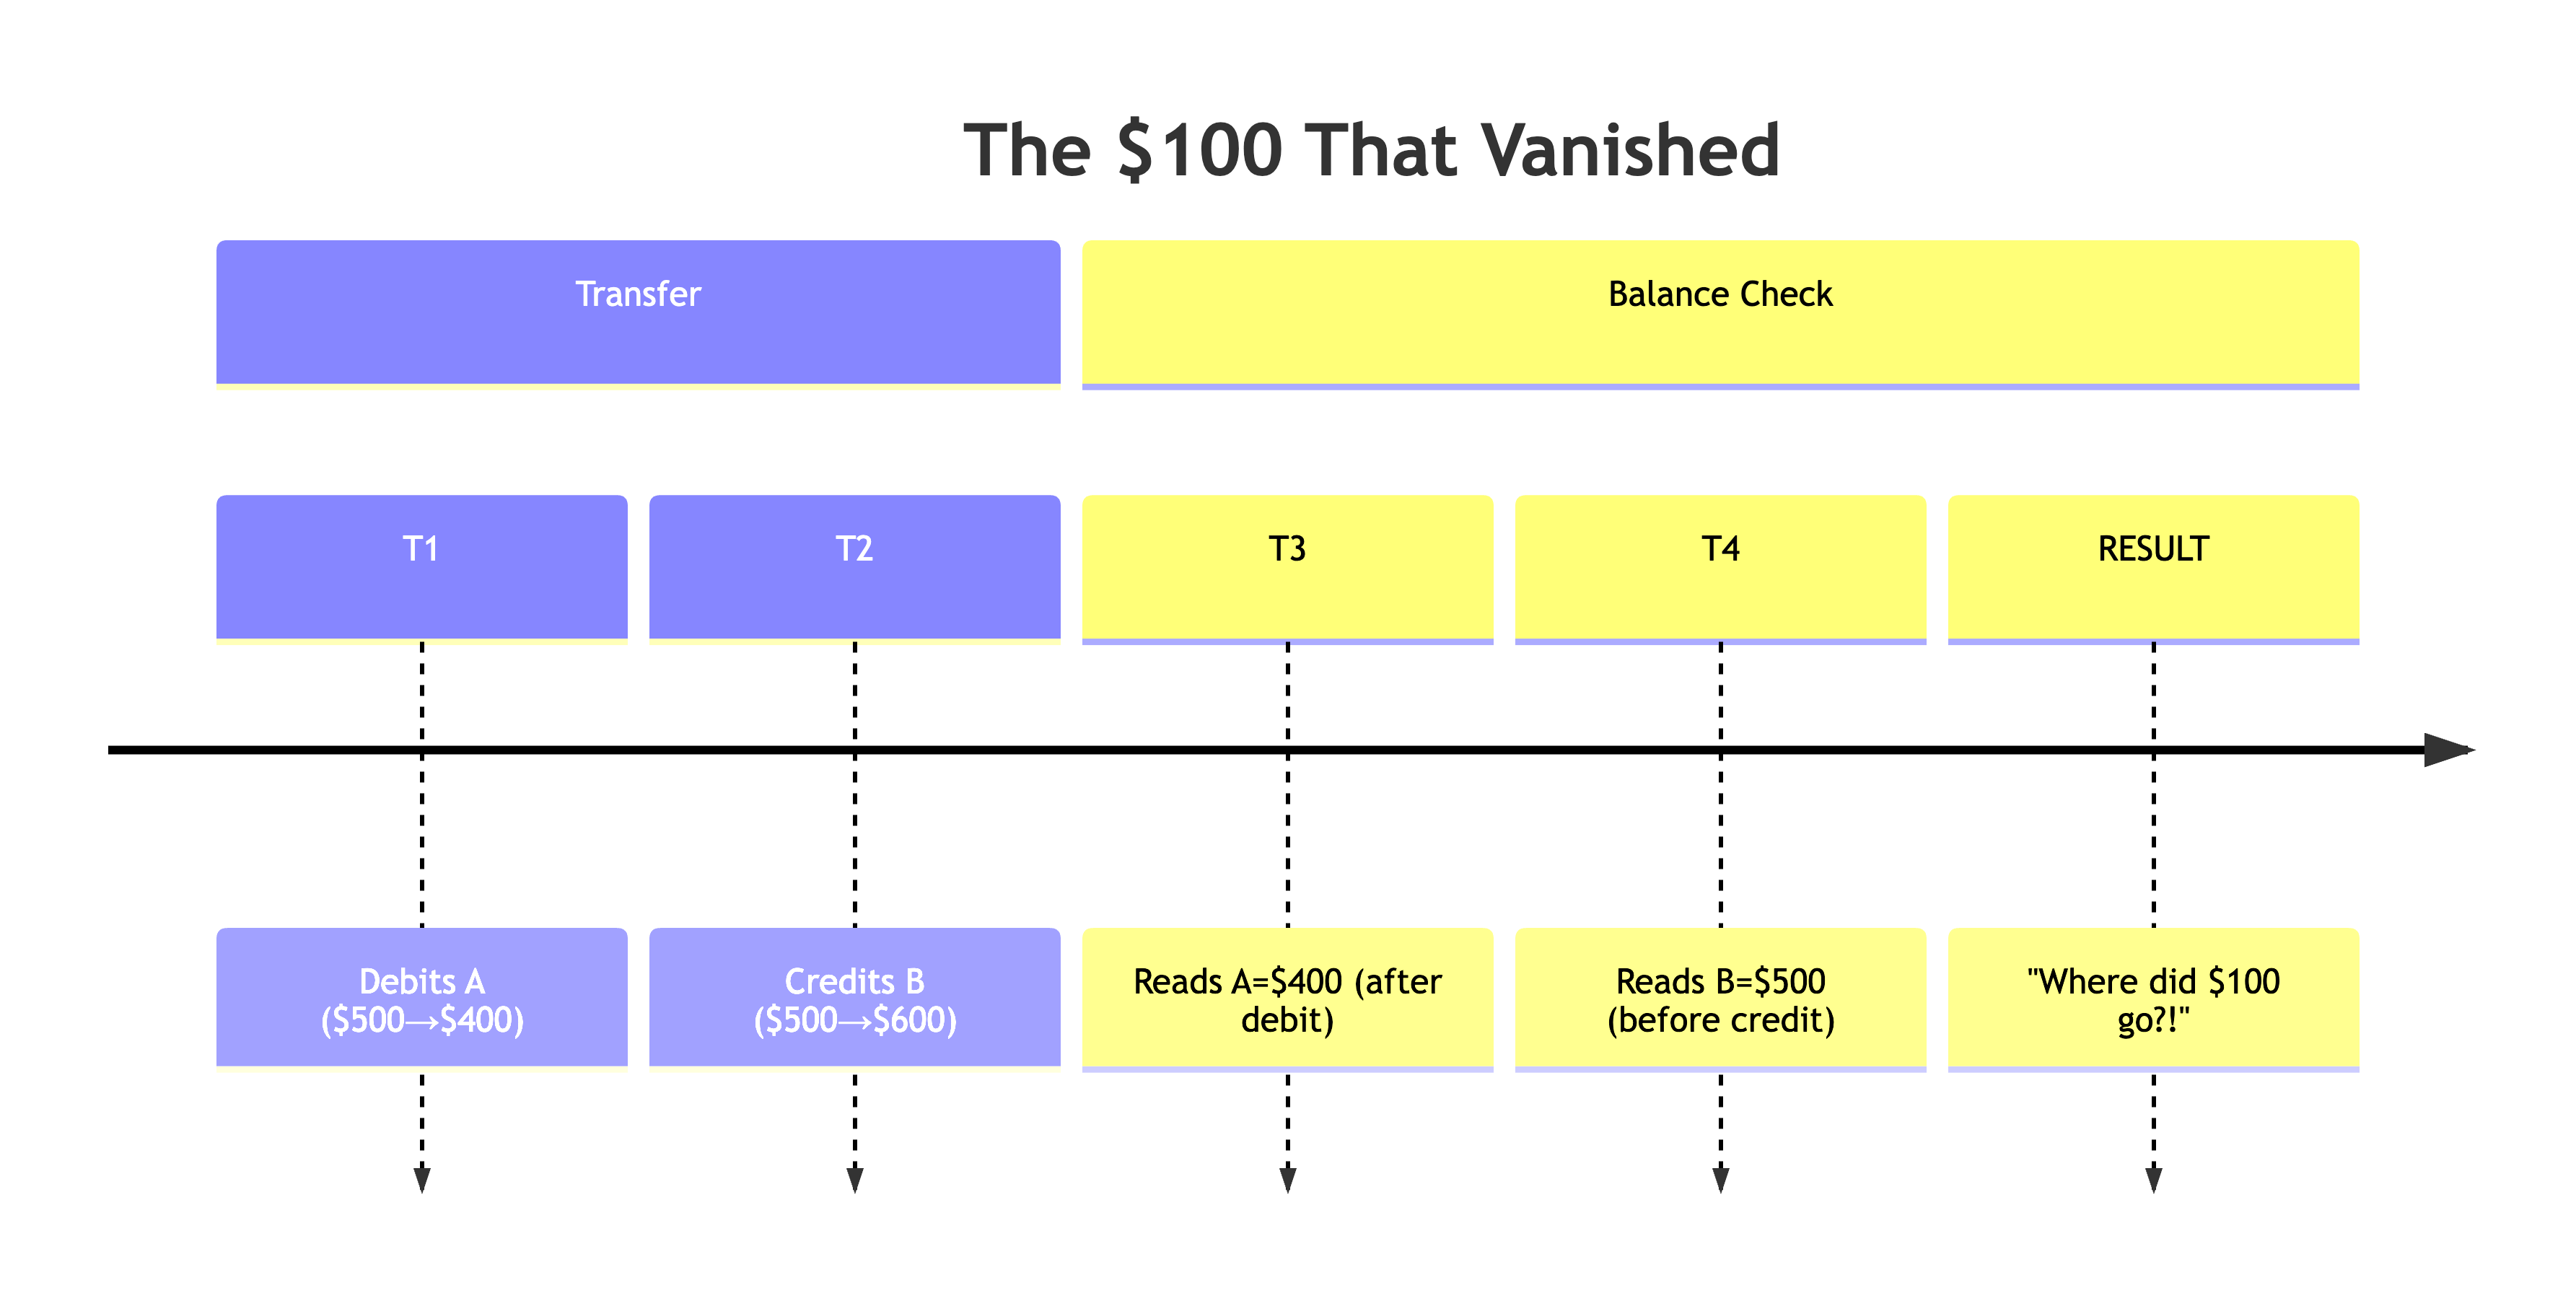 The $100 That Vanished
Transfer
Balance Check
T1
T2
T3
T4
RESULT
Debits A
($500→$400)
Credits B
($500→$600)
Reads A=$400 (after
debit)
Reads B=$500
(before credit)
"Where did $100
go?!"